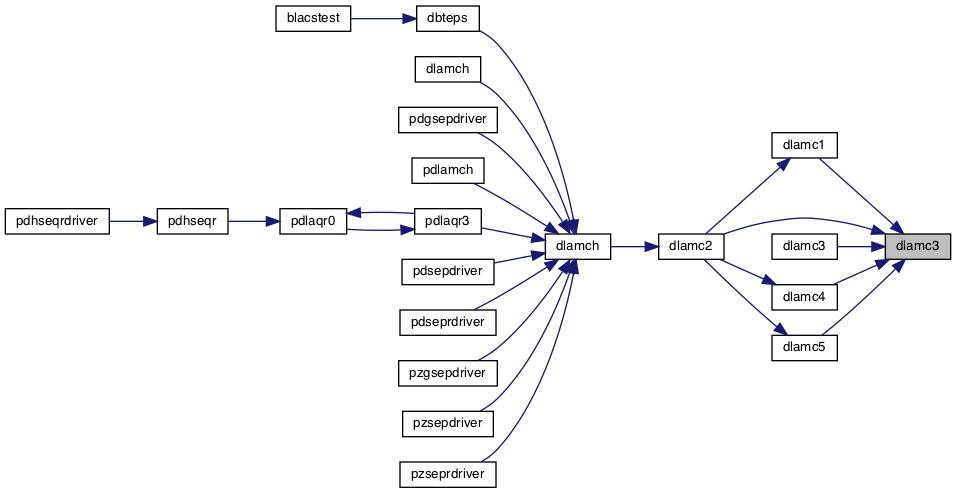 blacstest
dbteps
dlamch
pdgsepdriver
dlamc1
pdlamch
pdhseqrdriver
pdhseqr
pdlaqr0
pdlaqr3
dlamch
dlamc2
dlamc3
dlamc3
pdsepdriver
dlamc4
pdseprdriver
dlamc5
pzgsepdriver
pzsepdriver
pzseprdriver